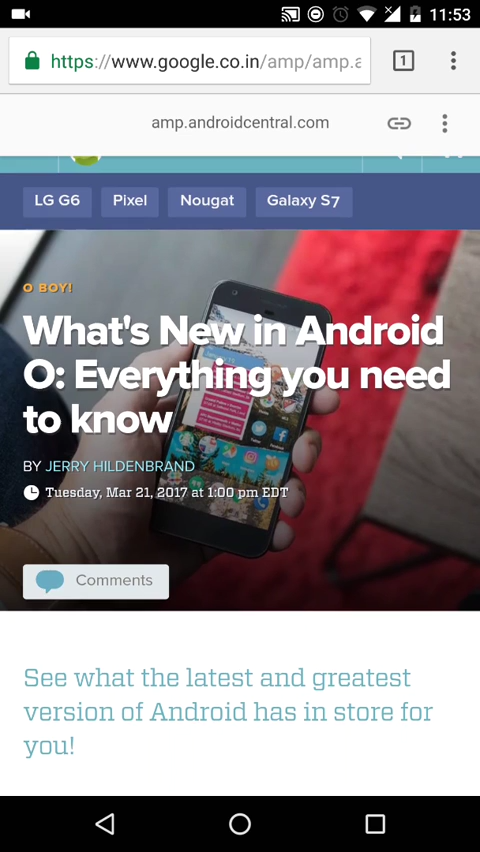 11:53
https://www.google.co.in/amp/amp.a
1
amp.androidcentral.com
LG G6 Pixel Nougat Galaxy S7
O BOY!
What's New in Android
O: Everything you need
to know
BY JERRY HILDENBRAND
Tuesday, Mar 21, 2017 at 1:00 pm EDT
Comments
See what the latest and greatest
version of Android has in store for
you!